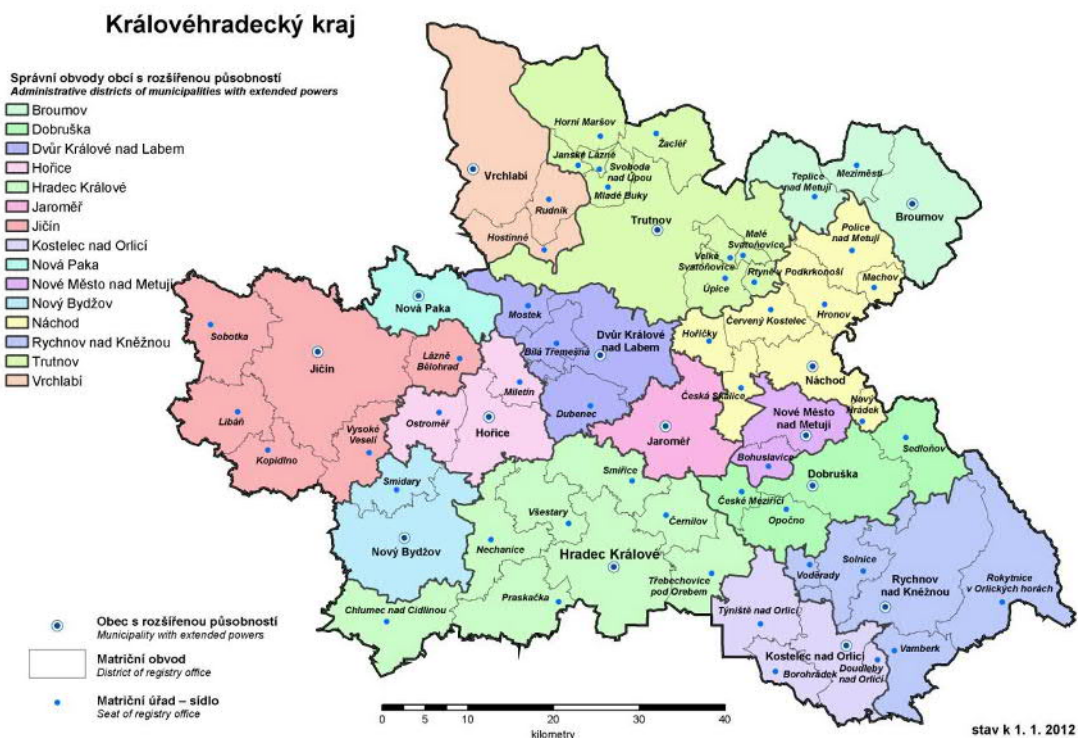 Královéhradecký kraj
Správní obvody obcí s rozšířenou působností
Administrative districts of municipalities with extended powers
Broumov
Dobruška
Dvůr Králové nad Labem
Hořice
Hradec Králové
Jaroměř
Jičín
Kostelec nad Orlicí
Nová Paka
Nové Město nad Metují
Nový Bydžov
Náchod
Rychnov nad Kněžnou
Trutnov
Vrchlabí
Horní Maršov
Žacléř
Janské Lázně
Svoboda
nad Úpou
Mladé Buky
Vrchlabí
Rudník
Hostinné
Trutnov
Teplice
nad Metují
Meziměstí
Broumov
Malé
Svatoňovice
Velké
Svatoňovice
Úpice
Rtyně v Podkrkonoší
Police
nad Metují
Machov
Hronov
Červený Kostelec
Hořičky
Náchod
Česká Skalice
Nový
Hrádek
Nová Paka
Mostek
Bílá Třemešná
Dvůr Králové
nad Labem
Dubenec
Sobotka
Jičín
Lázně
Bělohrad
Libáň
Kopidlno
Vysoké
Veselí
Miletín
Ostroměř
Hořice
Jaroměř
Nové Město
nad Metují
Bohuslavice
Sedloňov
Dobruška
České Meziříčí
Opočno
Smidary
Nový Bydžov
Smiřice
Všestary
Černilov
Nechanice
Hradec Králové
Třebechovice
pod Orebem
Praskačka
Chlumec nad Cidlinou
Voděrady
Solnice
Rychnov
nad Kněžnou
Rokytnice
v Orlických horách
Vamberk
Týniště nad Orlicí
Kostelec nad Orlicí
Borohrádek
Doudleby
nad Orlicí
Obec s rozšířenou působností
Municipality with extended powers
Matriční obvod
District of registry office
Matriční úřad – sídlo
Seat of registry office
0 10 20 30 40
kilometry
stav k 1. 1. 2012